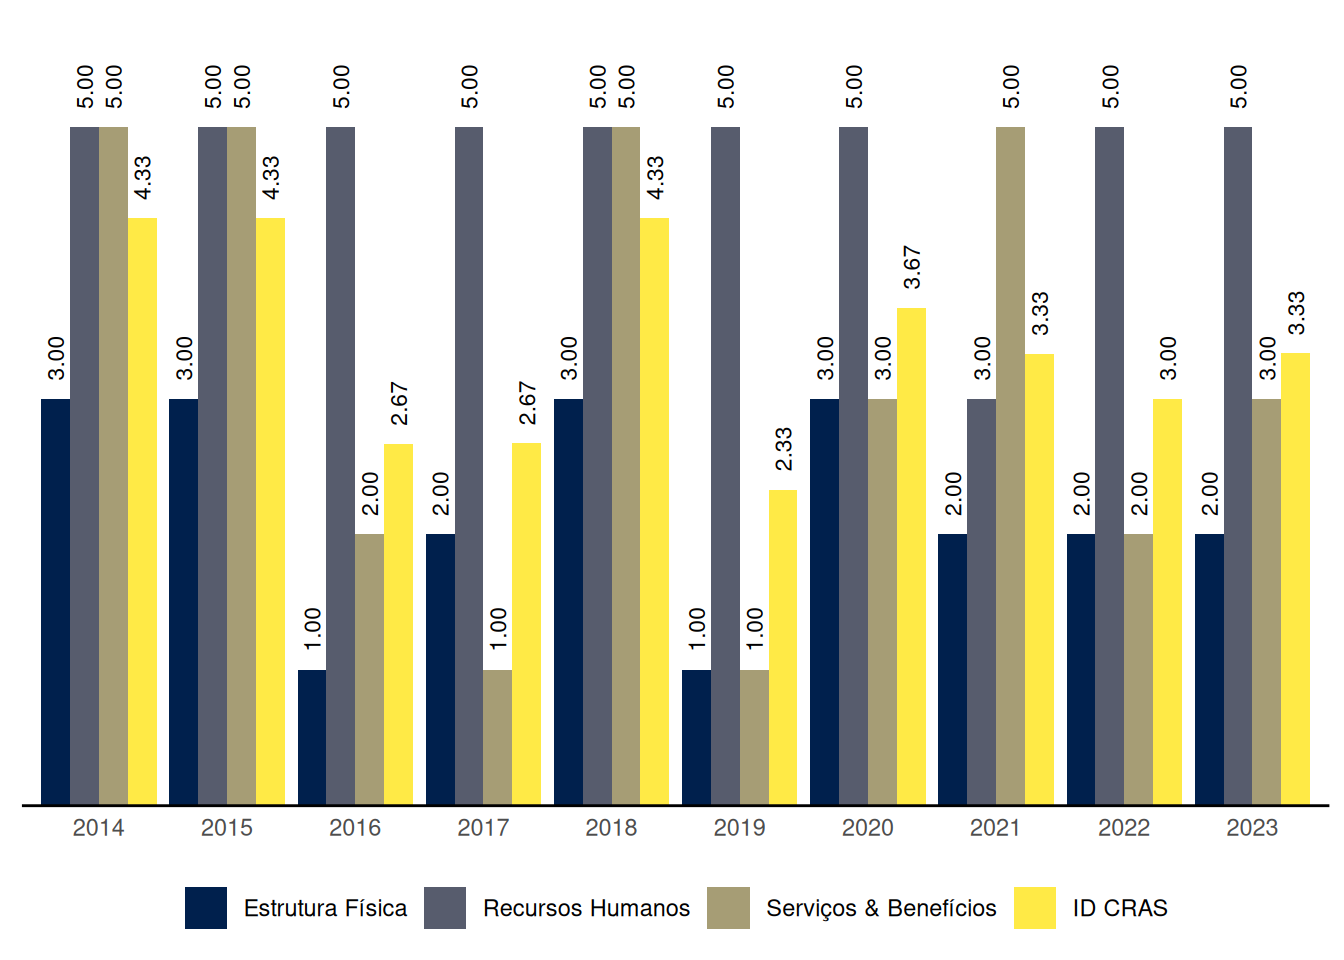 5.00 5.00 5.00 5.00 5.00 5.00 5.00 5.00 5.00 5.00 5.00 5.00 5.00
4.33 4.33 4.33
3.67
3.33 3.33
3.00 3.00 3.00 3.00 3.00 3.00 3.00 3.00
2.67 2.67
2.33
2.00 2.00 2.00 2.00 2.00 2.00
1.00 1.00 1.00 1.00
2014 2015 2016 2017 2018 2019 2020 2021 2022 2023
Estrutura Física Recursos Humanos Serviços & Benefícios ID CRAS